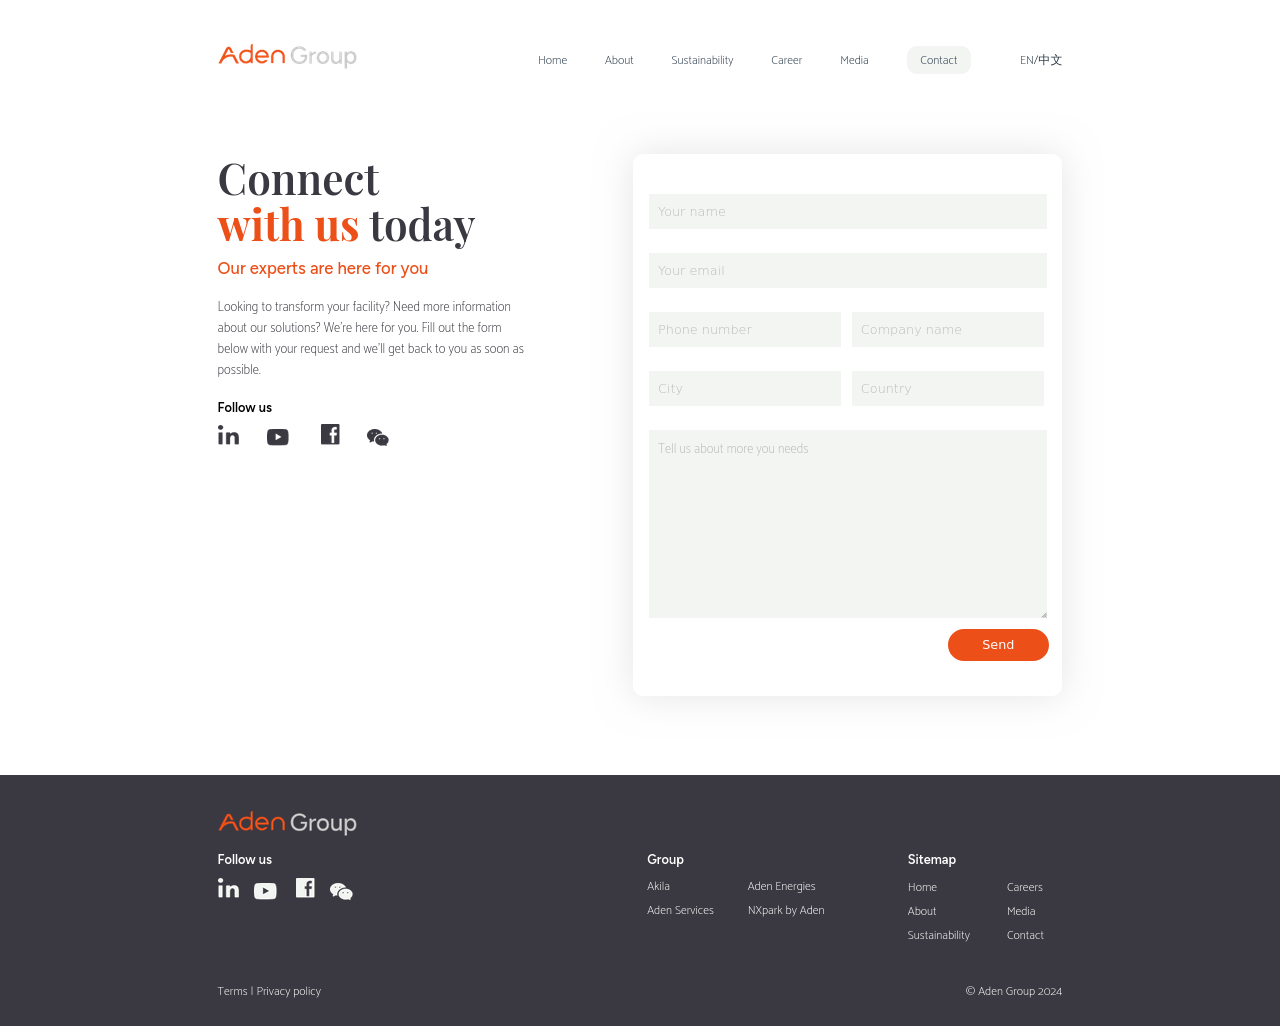 Aden Group
Home About Sustainability Career Media Contact EN/中文
Connect
with us today
Our experts are here for you
Looking to transform your facility? Need more information
about our solutions? We're here for you. Fill out the form
below with your request and we'll get back to you as soon as
possible.
Follow us
Your name
Your email
Phone number Company name
City Country
Tell us about more you needs
Send
Aden Group
Follow us
Group
Akila Aden Energies
Aden Services NXpark by Aden
Sitemap
Home Careers
About Media
Sustainability Contact
Terms | Privacy policy
© Aden Group 2024